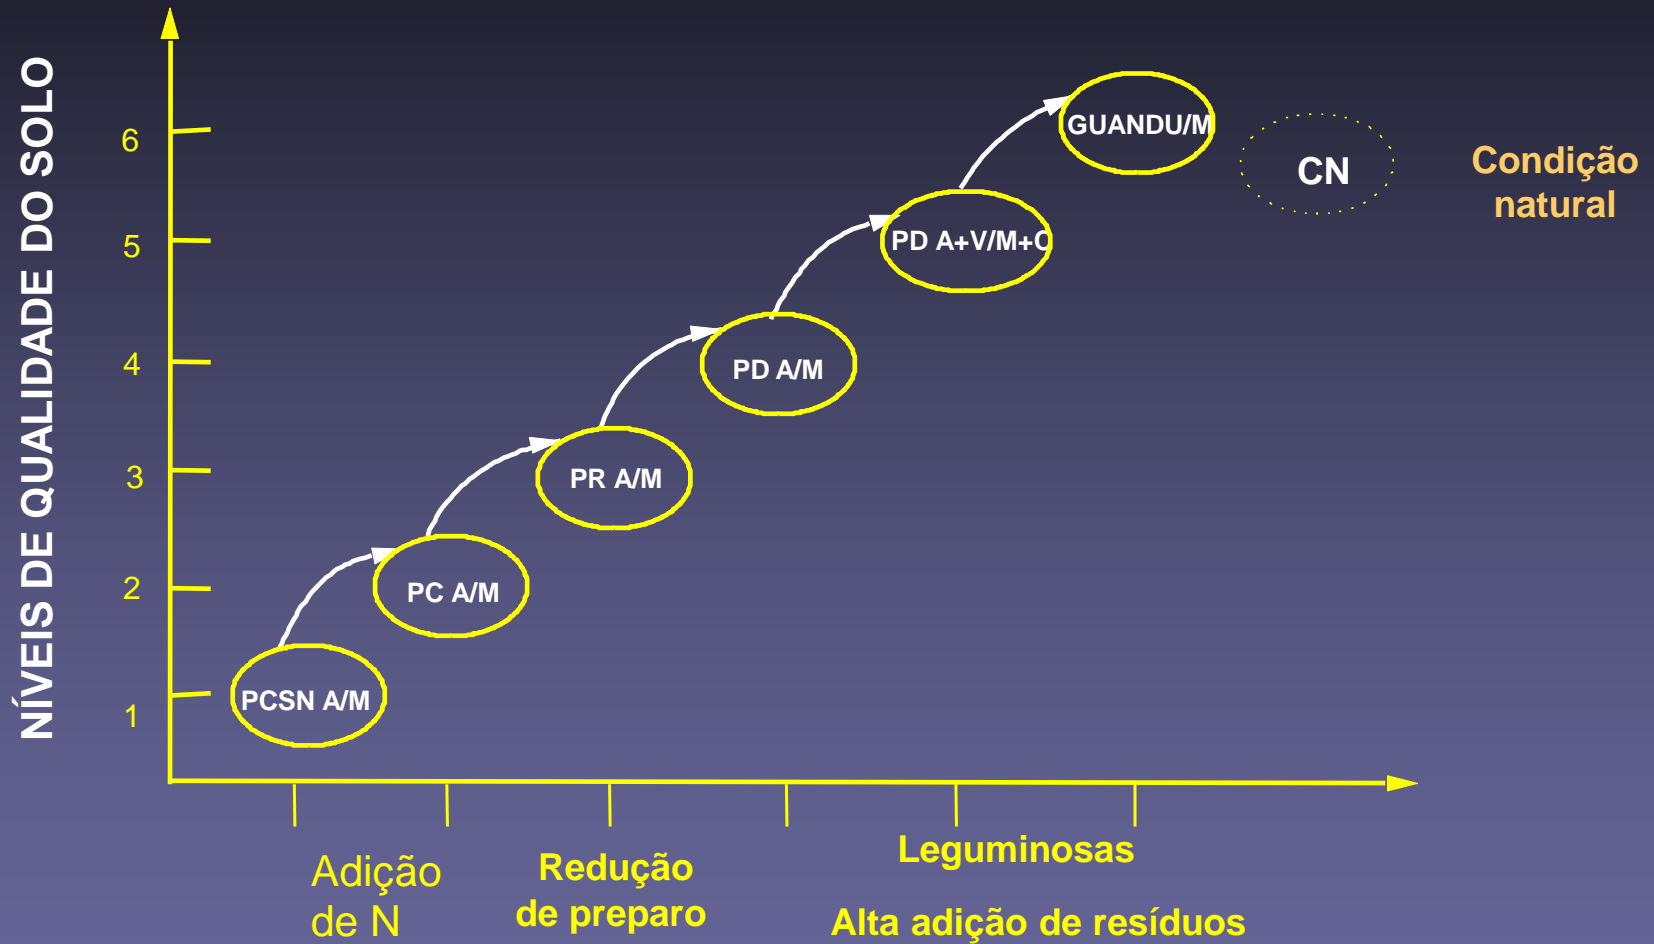 NÍVEIS DE QUALIDADE DO SOLO
6
5
4
3
2
1
GUANDU/M
CN
Condição
natural
PD A+V/M+C
PD A/M
PR A/M
PC A/M
PCSN A/M
Adição
de N
Redução
de preparo
Leguminosas
Alta adição de resíduos